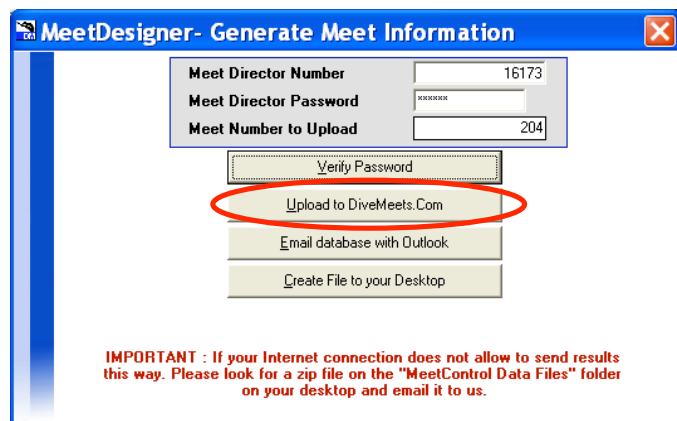 MeetDesigner- Generate Meet Information
Meet Director Number 16173
Meet Director Password ××××××
Meet Number to Upload 204
Verify Password
Upload to DiveMeets.Com
Email database with Outlook
Create File to your Desktop
IMPORTANT : If your Internet connection does not allow to send results
this way. Please look for a zip file on the "MeetControl Data Files" folder
on your desktop and email it to us.